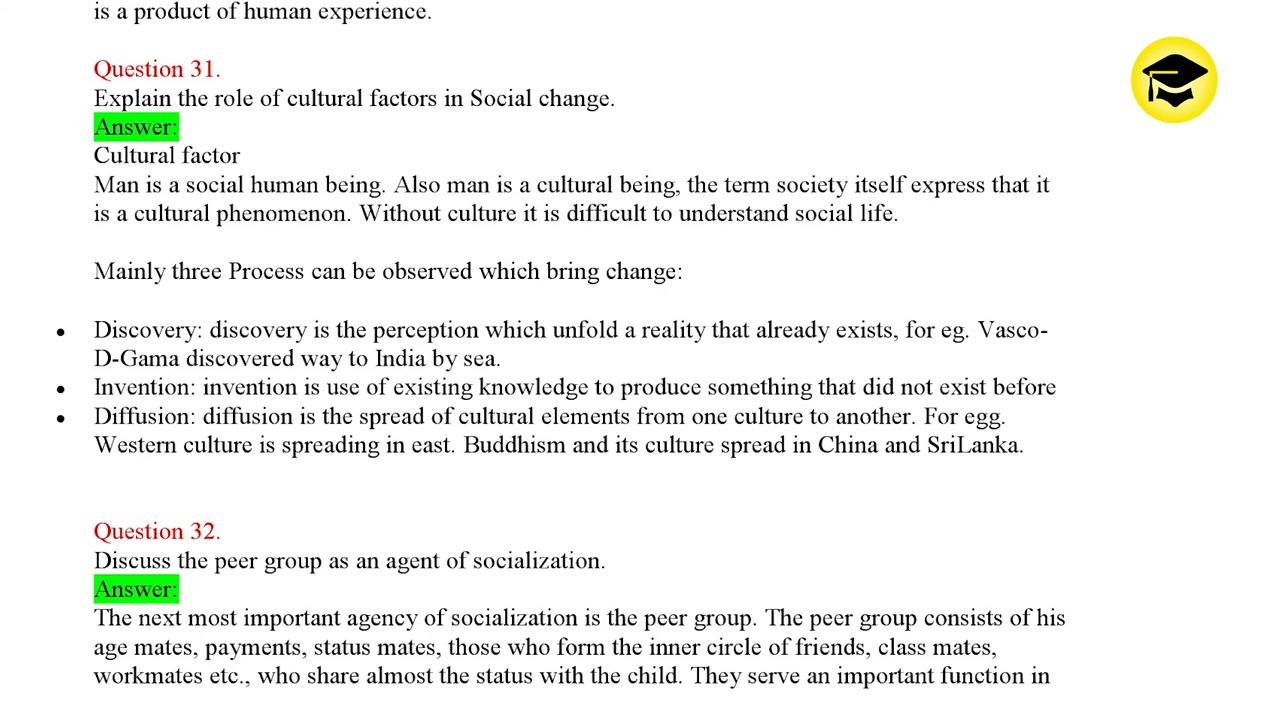 is a product of human experience.
Question 31.
Explain the role of cultural factors in Social change.
Answer:
Cultural factor
Man is a social human being. Also man is a cultural being, the term society itself express that it
is a cultural phenomenon. Without culture it is difficult to understand social life.
Mainly three Process can be observed which bring change:
• Discovery: discovery is the perception which unfold a reality that already exists, for eg. Vasco-
D-Gama discovered way to India by sea.
• Invention: invention is use of existing knowledge to produce something that did not exist before
• Diffusion: diffusion is the spread of cultural elements from one culture to another. For egg.
Western culture is spreading in east. Buddhism and its culture spread in China and SriLanka.
Question 32.
Discuss the peer group as an agent of socialization.
Answer:
The next most important agency of socialization is the peer group. The peer group consists of his
age mates, payments, status mates, those who form the inner circle of friends, class mates,
workmates etc., who share almost the status with the child. They serve an important function in